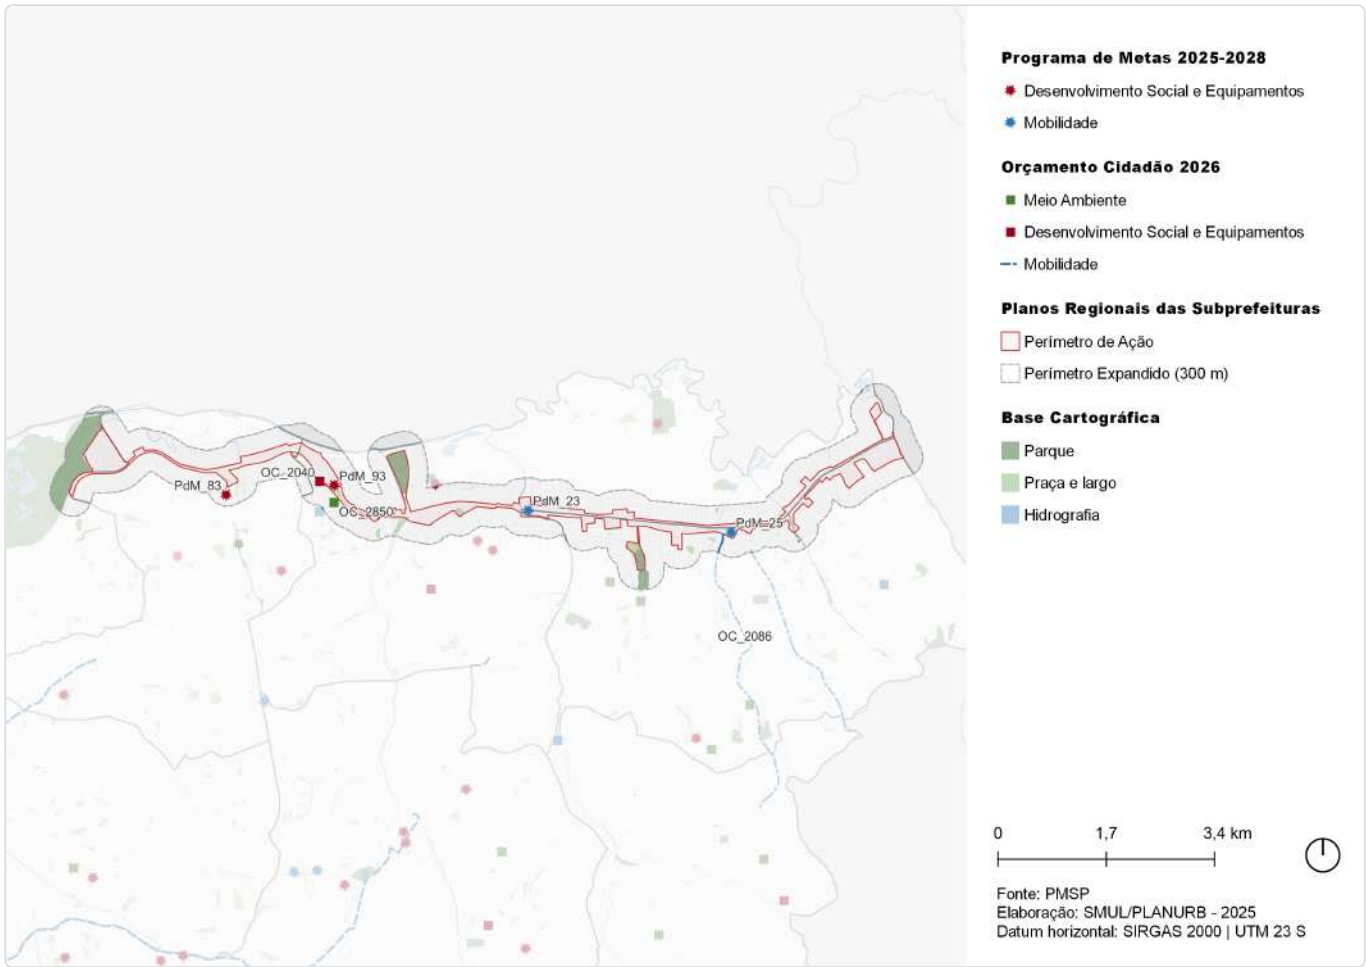 Programa de Metas 2025-2028
Desenvolvimento Social e Equipamentos
Mobilidade
Orçamento Cidadão 2026
Meio Ambiente
Desenvolvimento Social e Equipamentos
Mobilidade
Planos Regionais das Subprefeituras
Perímetro de Ação
Perímetro Expandido (300 m)
Base Cartográfica
Parque
Praça e largo
Hidrografia
OC_2040
PdM_93
PdM_83
OC_2850
PdM_23
PdM_25
OC_2086
0 1,7 3,4 km
Fonte: PMSP
Elaboração: SMUL/PLANURB - 2025
Datum horizontal: SIRGAS 2000 | UTM 23 S